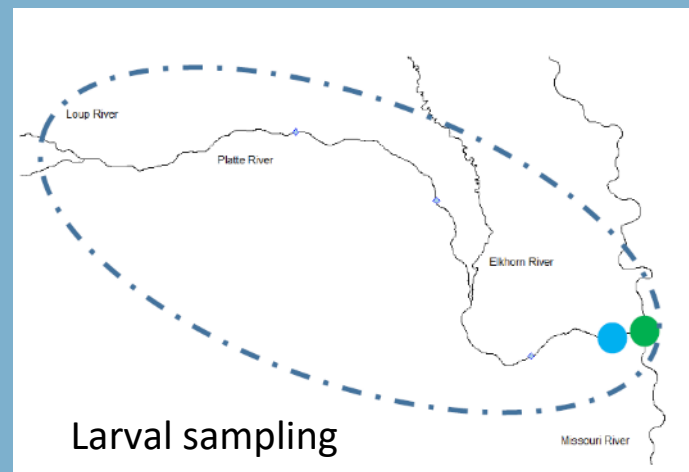 Loup River
Platte River
Elkhorn River
Larval sampling
Missouri River